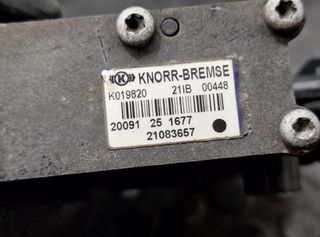 KNORR-BREMSE
K019820 21IB 00448
20091 25 1677
21083657